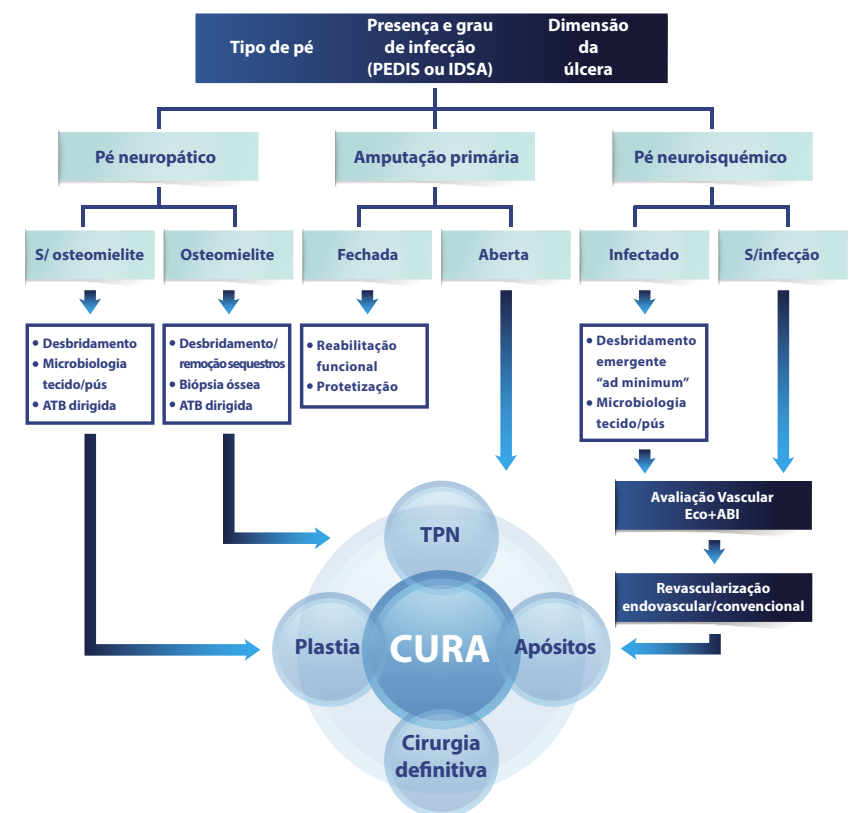 Tipo de pé
Presença e grau
de infecção
(PEDIS ou IDSA)
Dimensão
da
úlcera
Pé neuropático
Amputação primária
Pé neuroisquémico
S/ osteomielite
Osteomielite
Fechada
Aberta
Infectado
S/infecção
• Desbridamento
• Microbiologia
tecido/pús
• ATB dirigida
• Desbridamento/
remoção sequestros
• Biópsia óssea
• ATB dirigida
• Reabilitação
funcional
• Protetização
• Desbridamento
emergente
“ad minimum”
• Microbiologia
tecido/pús
Avaliação Vascular
Eco+ABI
Revascularização
endovascular/convencional
TPN
Plastia
CURA
Apósitos
Cirurgia
definitiva